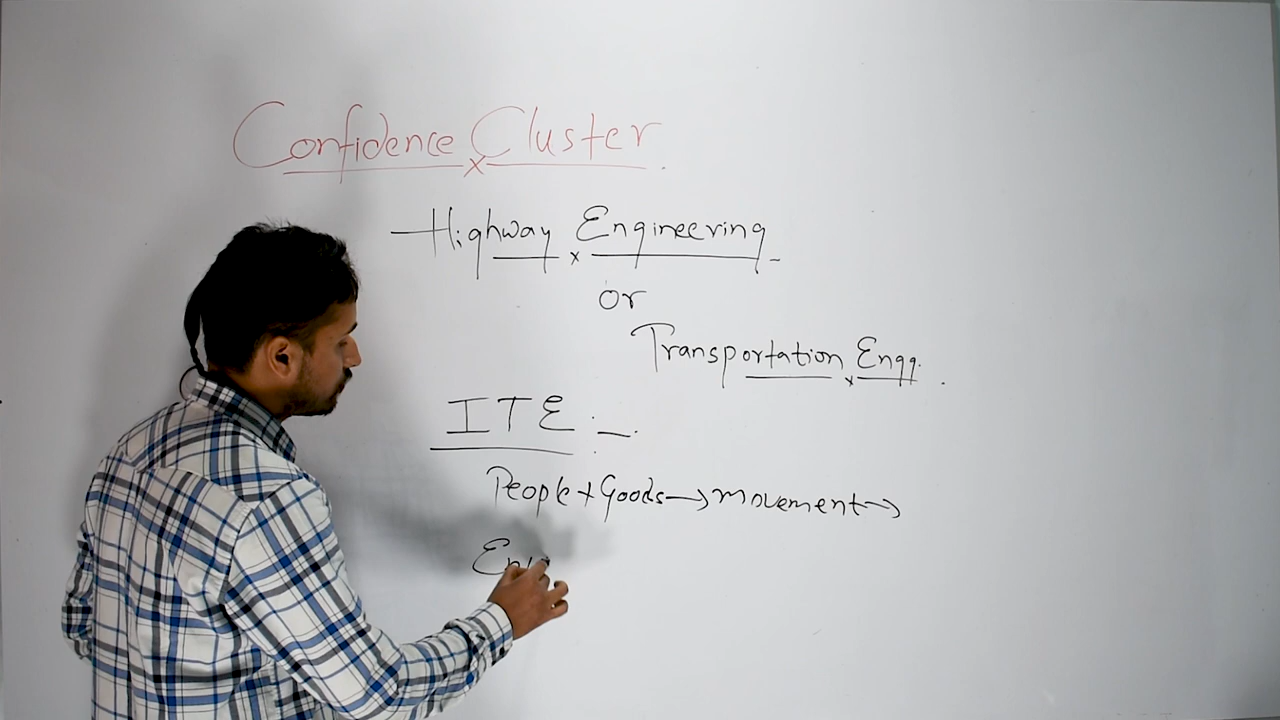 Confidence Cluster
Highway Engineering
or
Transportation Engg.
ITE :-
People + Goods → movement →